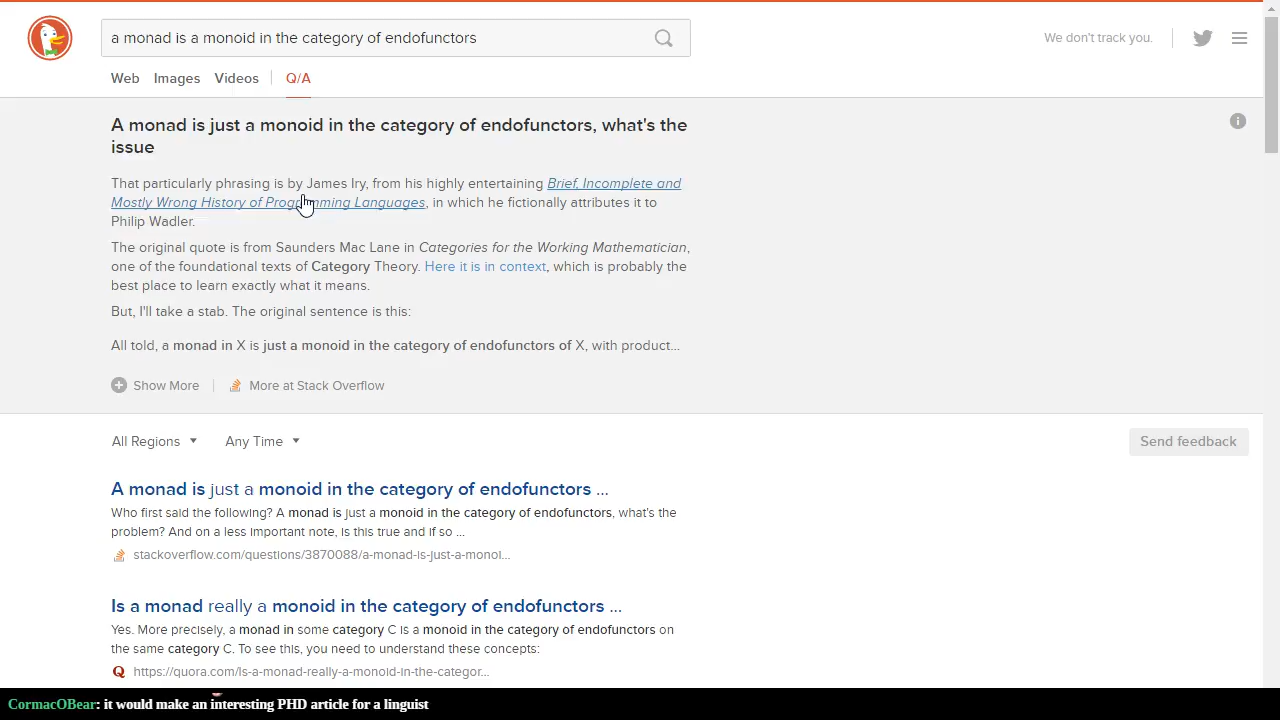 a monad is a monoid in the category of endofunctors
We don't track you.
Web Images Videos Q/A
A monad is just a monoid in the category of endofunctors, what's the
issue
That particularly phrasing is by James Iry, from his highly entertaining Brief, Incomplete and
Mostly Wrong History of Programming Languages, in which he fictionally attributes it to
Philip Wadler.
The original quote is from Saunders Mac Lane in Categories for the Working Mathematician,
one of the foundational texts of Category Theory. Here it is in context, which is probably the
best place to learn exactly what it means.
But, I'll take a stab. The original sentence is this:
All told, a monad in X is just a monoid in the category of endofunctors of X, with product...
Show More More at Stack Overflow
All Regions Any Time Send feedback
A monad is just a monoid in the category of endofunctors ...
Who first said the following? A monad is just a monoid in the category of endofunctors, what's the
problem? And on a less important note, is this true and if so ...
stackoverflow.com/questions/3870088/a-monad-is-just-a-monoi...
Is a monad really a monoid in the category of endofunctors ...
Yes. More precisely, a monad in some category C is a monoid in the category of endofunctors on
the same category C. To see this, you need to understand these concepts:
https://quora.com/Is-a-monad-really-a-monoid-in-the-categor...
CormacOBear: it would make an interesting PHD article for a linguist